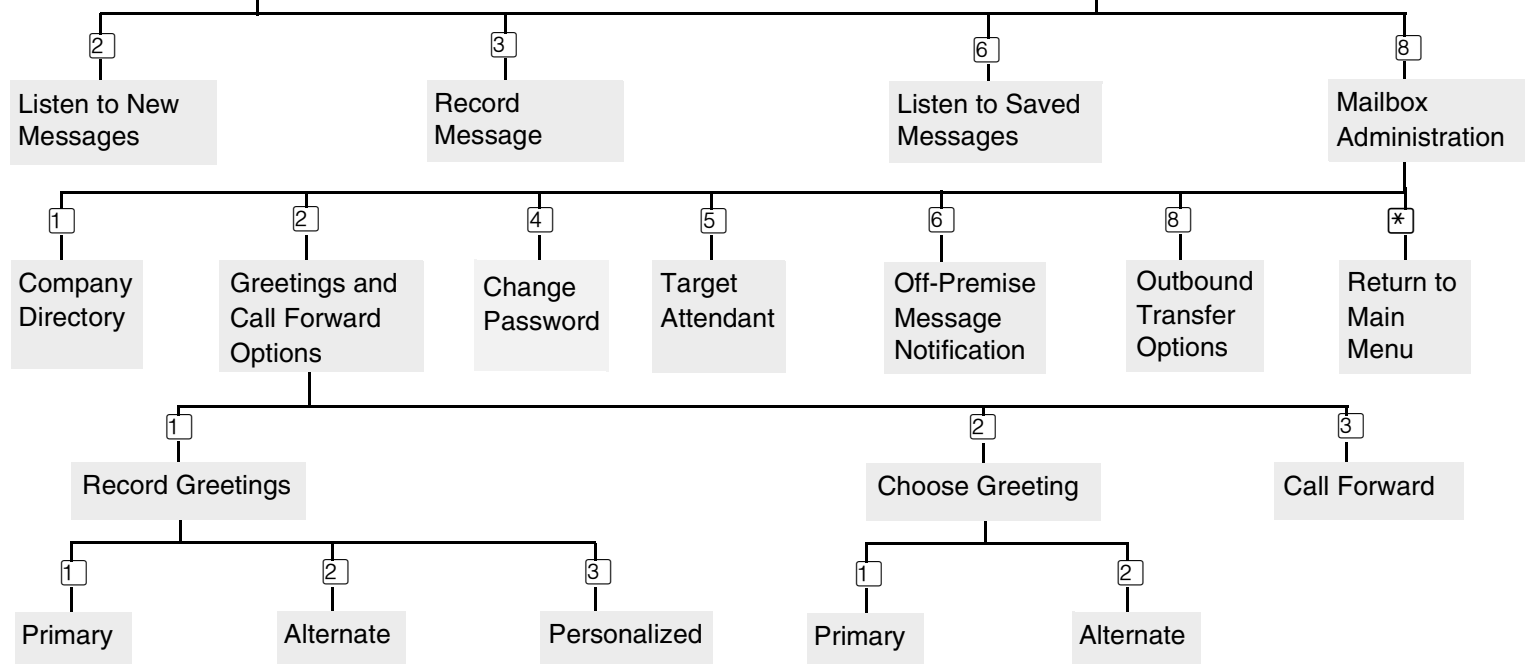 2
3
6
8
Listen to New
Messages
Record
Message
Listen to Saved
Messages
Mailbox
Administration
1
2
4
5
6
8
*
Company
Directory
Greetings and
Call Forward
Options
Change
Password
Target
Attendant
Off-Premise
Message
Notification
Outbound
Transfer
Options
Return to
Main
Menu
1
2
3
Record Greetings
Choose Greeting
Call Forward
1
2
3
1
2
Primary
Alternate
Personalized
Primary
Alternate